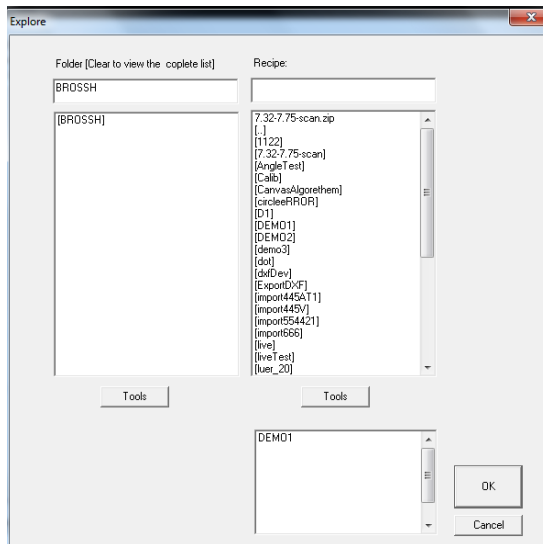 Explore
Folder [Clear to view the coplete list]
Recipe:
BROSSH
[BROSSH]
7.32-7.75-scan.zip
[..]
[1122]
[7.32-7.75-scan]
[AngleTest]
[Calib]
[CanvasAlgorethem]
[circleeRROR]
[D1]
[DEMO1]
[DEMO2]
[demo3]
[dot]
[dxfDev]
[ExportDXF]
[import445AT1]
[import445V]
[import554421]
[import666]
[live]
[liveTest]
[luer_20]
Tools
Tools
DEMO1
OK
Cancel